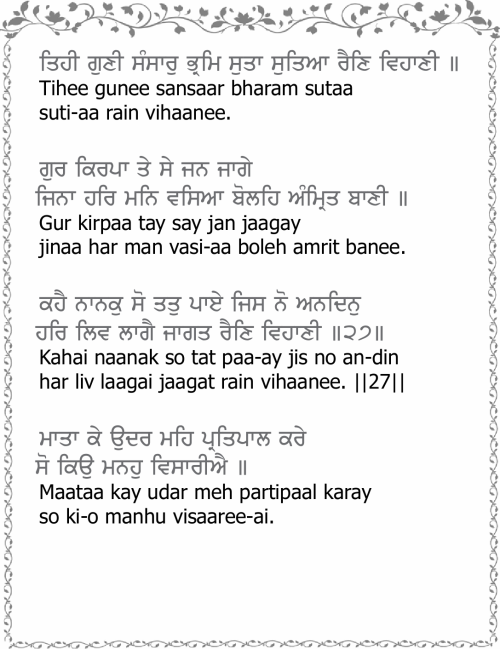 ਤਿਹੀ ਗੁਣੀ ਸੰਸਾਰੁ ਭ੍ਰਮਿ ਸੁਤਾ ਸੁਤਿਆ ਰੈਣਿ ਵਿਹਾਣੀ ॥
Tihee gunee sansaar bharam sutaa
suti-aa rain vihaanee.
ਗੁਰ ਕਿਰਪਾ ਤੇ ਸੇ ਜਨ ਜਾਗੇ
ਜਿਨਾ ਹਰਿ ਮਨਿ ਵਸਿਆ ਬੋਲਹਿ ਅੰਮ੍ਰਿਤ ਬਾਣੀ ॥
Gur kirpaa tay say jan jaagay
jinaa har man vasi-aa boleh amrit banee.
ਕਹੈ ਨਾਨਕੁ ਸੋ ਤਤੁ ਪਾਏ ਜਿਸ ਨੋ ਅਨਦਿਨੁ
ਹਰਿ ਲਿਵ ਲਾਗੈ ਜਾਗਤ ਰੈਣਿ ਵਿਹਾਣੀ ॥੨੭॥
Kahai naanak so tat paa-ay jis no an-din
har liv laagai jaagat rain vihaanee. ||27||
ਮਾਤਾ ਕੇ ਉਦਰ ਮਹਿ ਪ੍ਰਤਿਪਾਲ ਕਰੇ
ਸੋ ਕਿਉ ਮਨਹੁ ਵਿਸਾਰੀਐ ॥
Maataa kay udar meh partipaal karay
so ki-o manhu visaaree-ai.